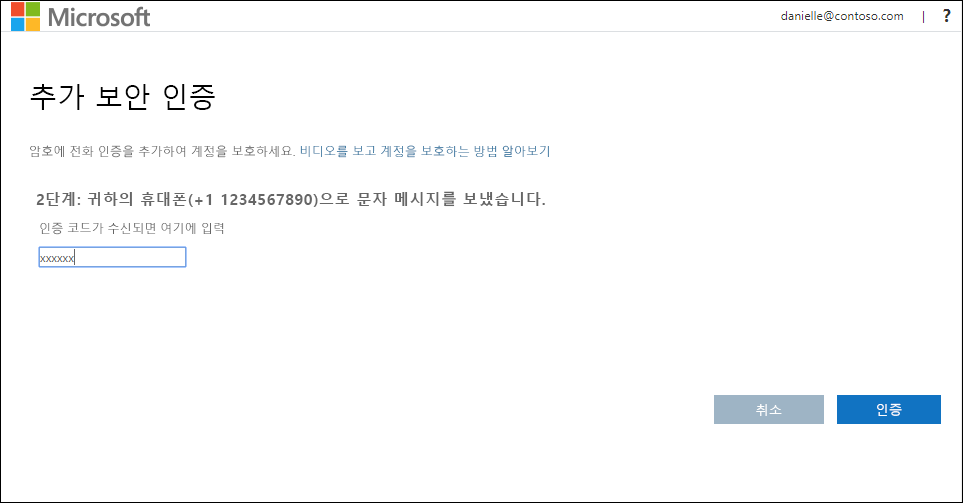 Microsoft
danielle@contoso.com | ?
추가 보안 인증
암호에 전화 인증을 추가하여 계정을 보호하세요. 비디오를 보고 계정을 보호하는 방법 알아보기
2단계: 귀하의 휴대폰(+1 1234567890)으로 문자 메시지를 보냈습니다.
인증 코드가 수신되면 여기에 입력
xxxxxx
취소 인증